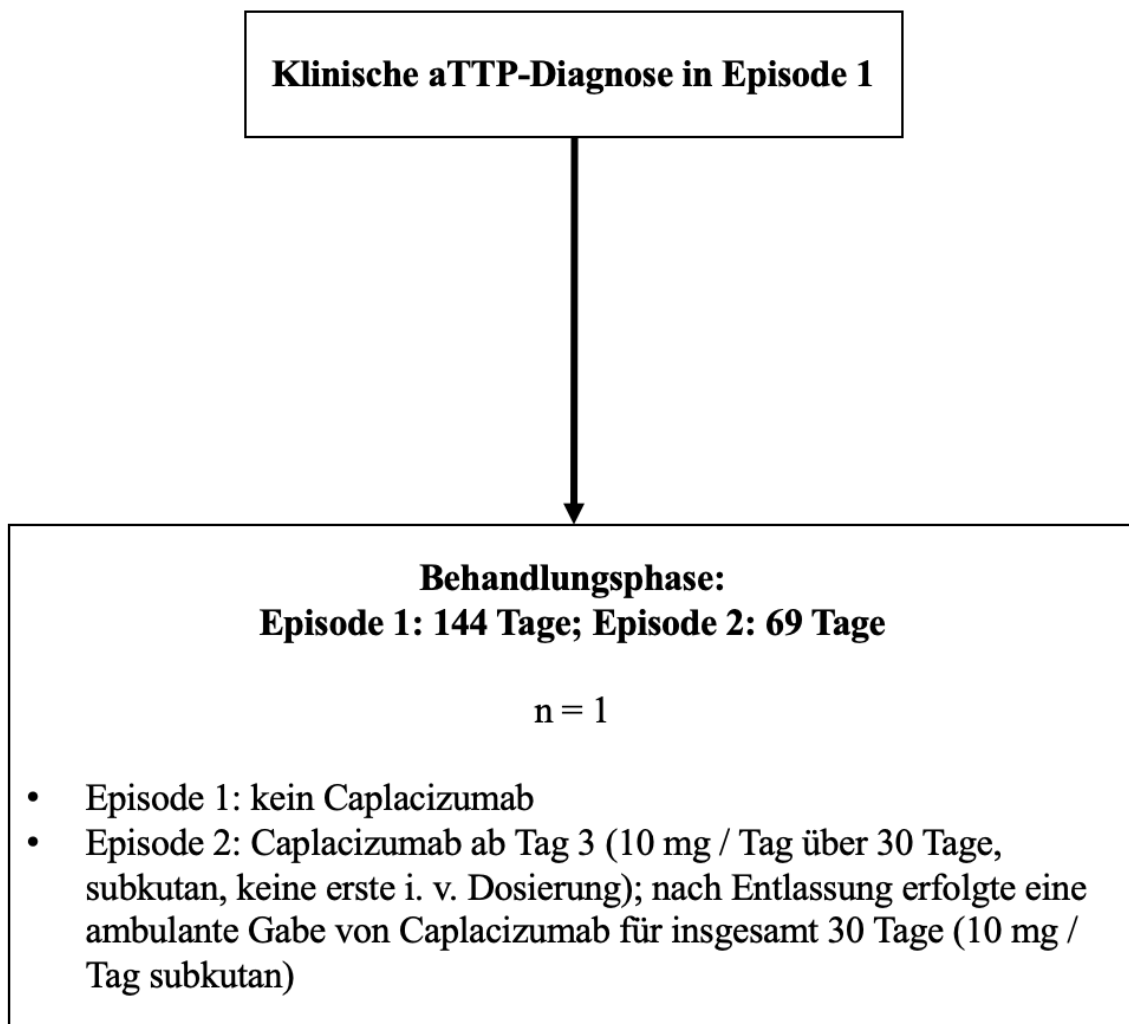 Klinische aTTP-Diagnose in Episode 1
Behandlungsphase:
Episode 1: 144 Tage; Episode 2: 69 Tage
n = 1
• Episode 1: kein Caplacizumab
• Episode 2: Caplacizumab ab Tag 3 (10 mg / Tag über 30 Tage,
subkutan, keine erste i. v. Dosierung); nach Entlassung erfolgte eine
ambulante Gabe von Caplacizumab für insgesamt 30 Tage (10 mg /
Tag subkutan)